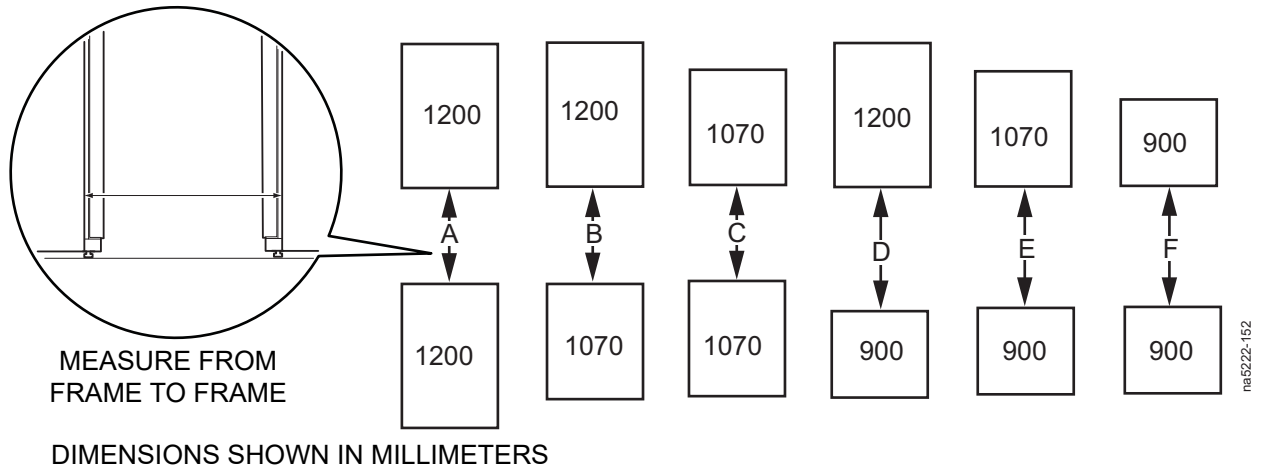 1200
1200
1070
1200
1070
900
A
B
C
D
E
F
1200
1070
1070
900
900
900
MEASURE FROM
FRAME TO FRAME
DIMENSIONS SHOWN IN MILLIMETERS
na5222-152